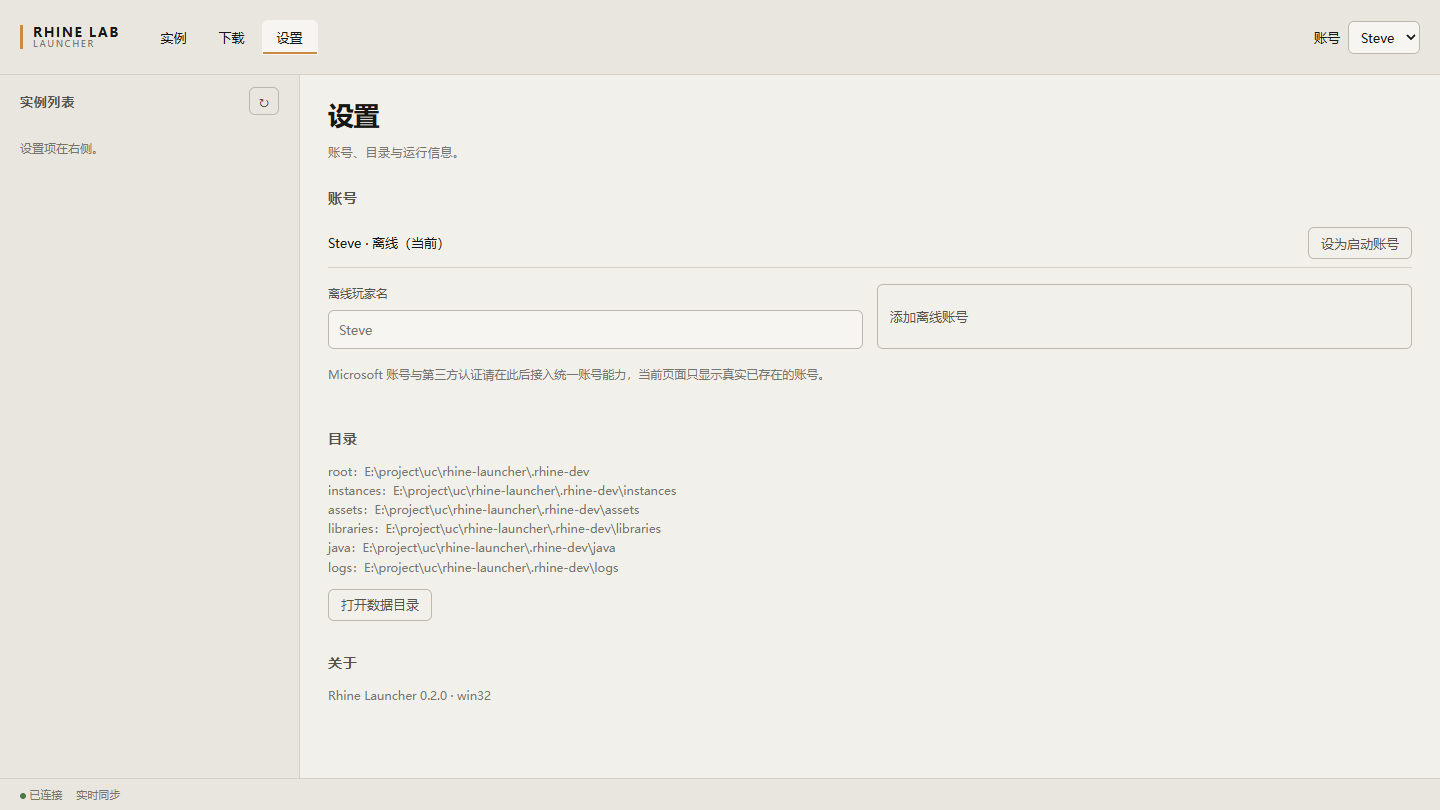 RHINE LAB
LAUNCHER
实例
下载
设置
账号
Steve
实例列表
↻
设置项在右侧。
设置
账号、目录与运行信息。
账号
Steve · 离线（当前）
设为启动账号
离线玩家名
Steve
添加离线账号
Microsoft 账号与第三方认证请在此后接入统一账号能力，当前页面只显示真实已存在的账号。
目录
root：E:\project\uc\rhine-launcher\.rhine-dev
instances：E:\project\uc\rhine-launcher\.rhine-dev\instances
assets：E:\project\uc\rhine-launcher\.rhine-dev\assets
libraries：E:\project\uc\rhine-launcher\.rhine-dev\libraries
java：E:\project\uc\rhine-launcher\.rhine-dev\java
logs：E:\project\uc\rhine-launcher\.rhine-dev\logs
打开数据目录
关于
Rhine Launcher 0.2.0 · win32
已连接
实时同步